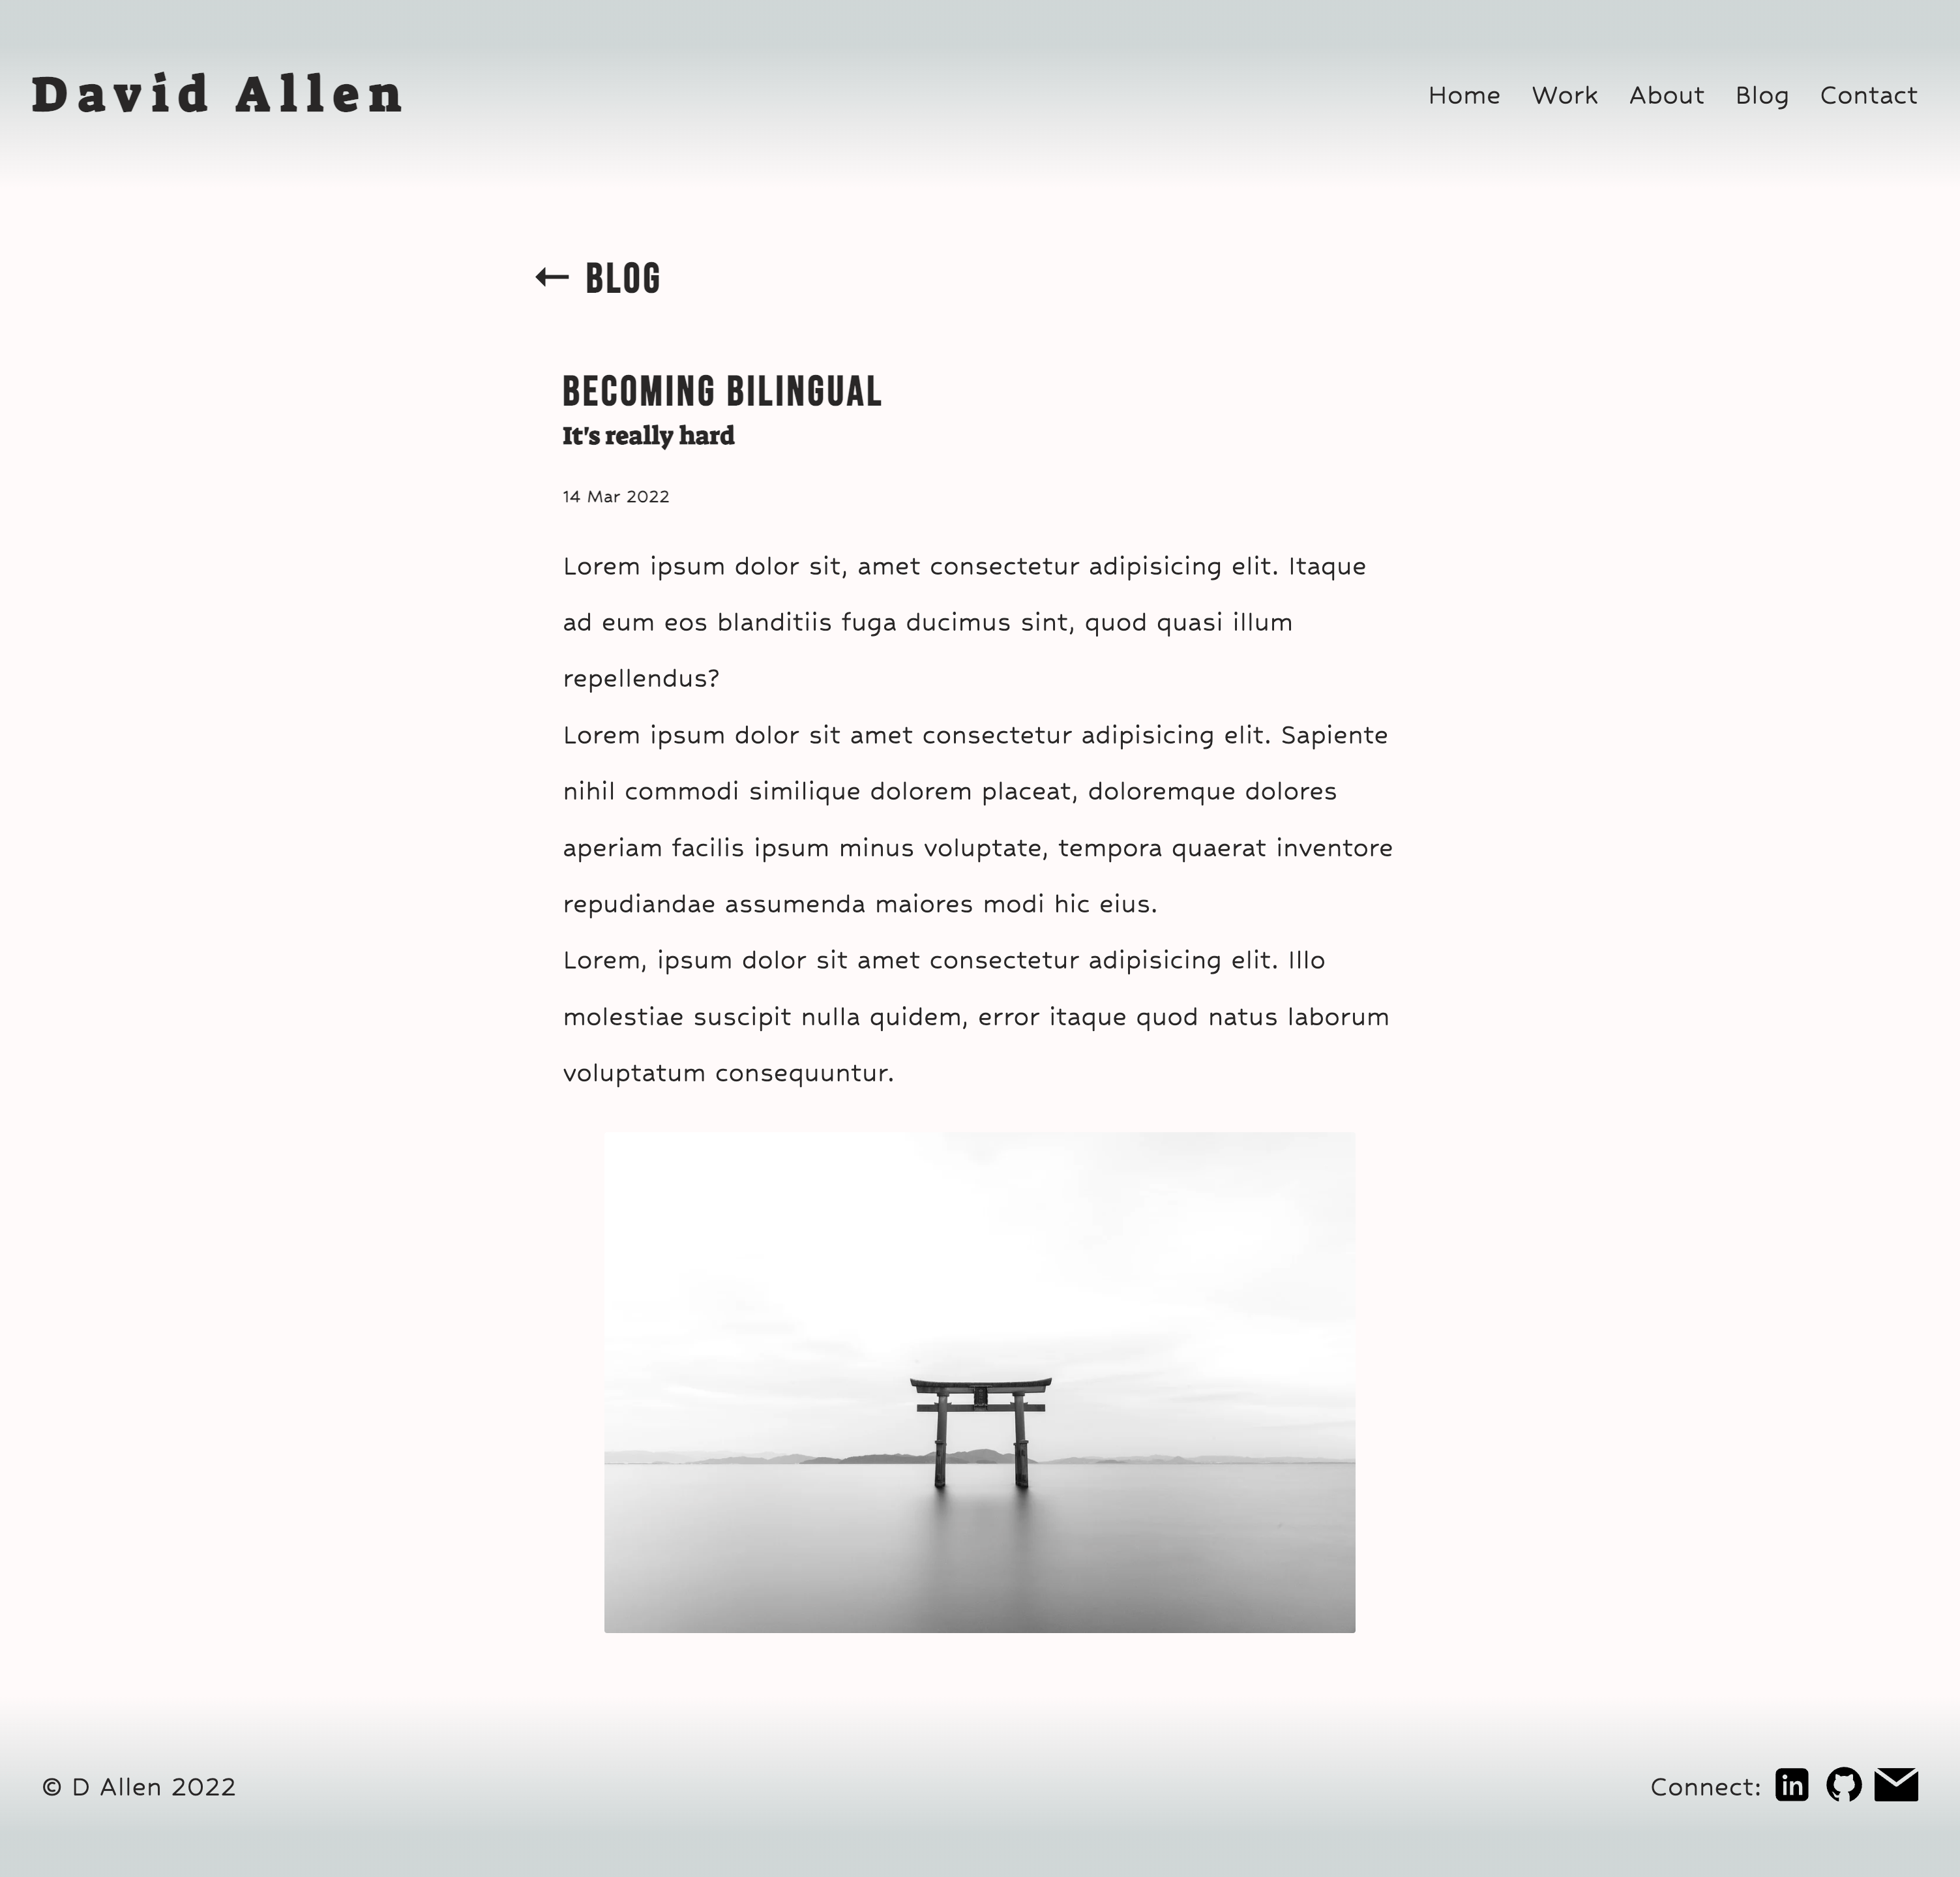 David Allen
Home Work About Blog Contact
← BLOG
BECOMING BILINGUAL
It's really hard
14 Mar 2022
Lorem ipsum dolor sit, amet consectetur adipisicing elit. Itaque
ad eum eos blanditiis fuga ducimus sint, quod quasi illum
repellendus?
Lorem ipsum dolor sit amet consectetur adipisicing elit. Sapiente
nihil commodi similique dolorem placeat, doloremque dolores
aperiam facilis ipsum minus voluptate, tempora quaerat inventore
repudiandae assumenda maiores modi hic eius.
Lorem, ipsum dolor sit amet consectetur adipisicing elit. Illo
molestiae suscipit nulla quidem, error itaque quod natus laborum
voluptatum consequuntur.
© D Allen 2022
Connect: in